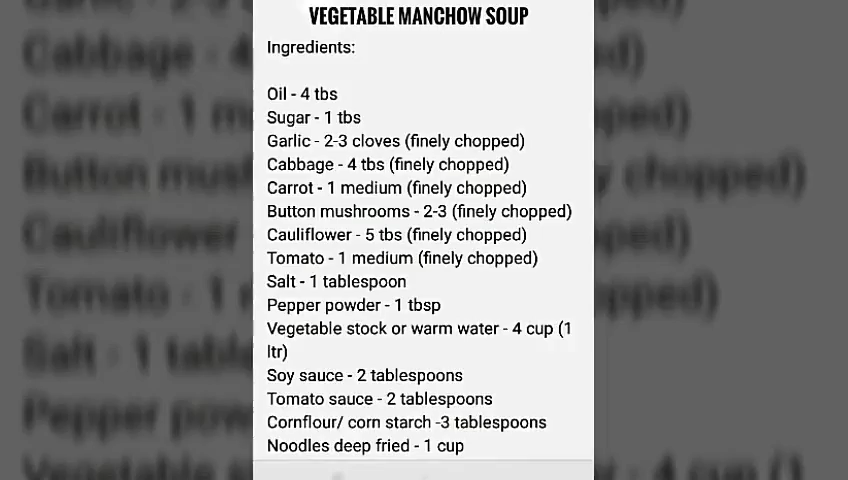 VEGETABLE MANCHOW SOUP
Ingredients:
Oil - 4 tbs
Sugar - 1 tbs
Garlic - 2-3 cloves (finely chopped)
Cabbage - 4 tbs (finely chopped)
Carrot - 1 medium (finely chopped)
Button mushrooms - 2-3 (finely chopped)
Cauliflower - 5 tbs (finely chopped)
Tomato - 1 medium (finely chopped)
Salt - 1 tablespoon
Pepper powder - 1 tbsp
Vegetable stock or warm water - 4 cup (1
ltr)
Soy sauce - 2 tablespoons
Tomato sauce - 2 tablespoons
Cornflour/ corn starch -3 tablespoons
Noodles deep fried - 1 cup